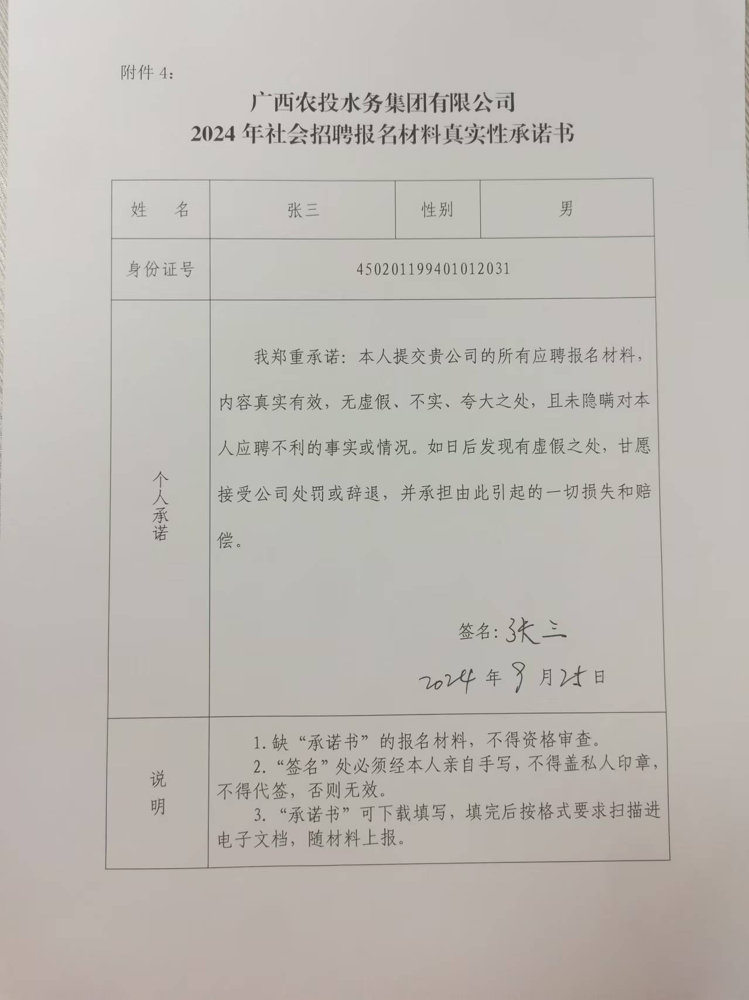 附件 4：
广西农投水务集团有限公司
2024 年社会招聘报名材料真实性承诺书
姓 名 张三 性别 男
身份证号 450201199401012031
我郑重承诺：本人提交贵公司的所有应聘报名材料，
内容真实有效，无虚假、不实、夸大之处，且未隐瞒对本
人应聘不利的事实或情况。如日后发现有虚假之处，甘愿
个人承诺
接受公司处罚或辞退，并承担由此引起的一切损失和赔
偿。
签名：张三
2024 年 9 月 25 日
说明
1. 缺“承诺书”的报名材料，不得资格审查。
2. “签名”处必须经本人亲自手写，不得盖私人印章，
不得代签，否则无效。
3. “承诺书”可下载填写，填完后按格式要求扫描进
电子文档，随材料上报。